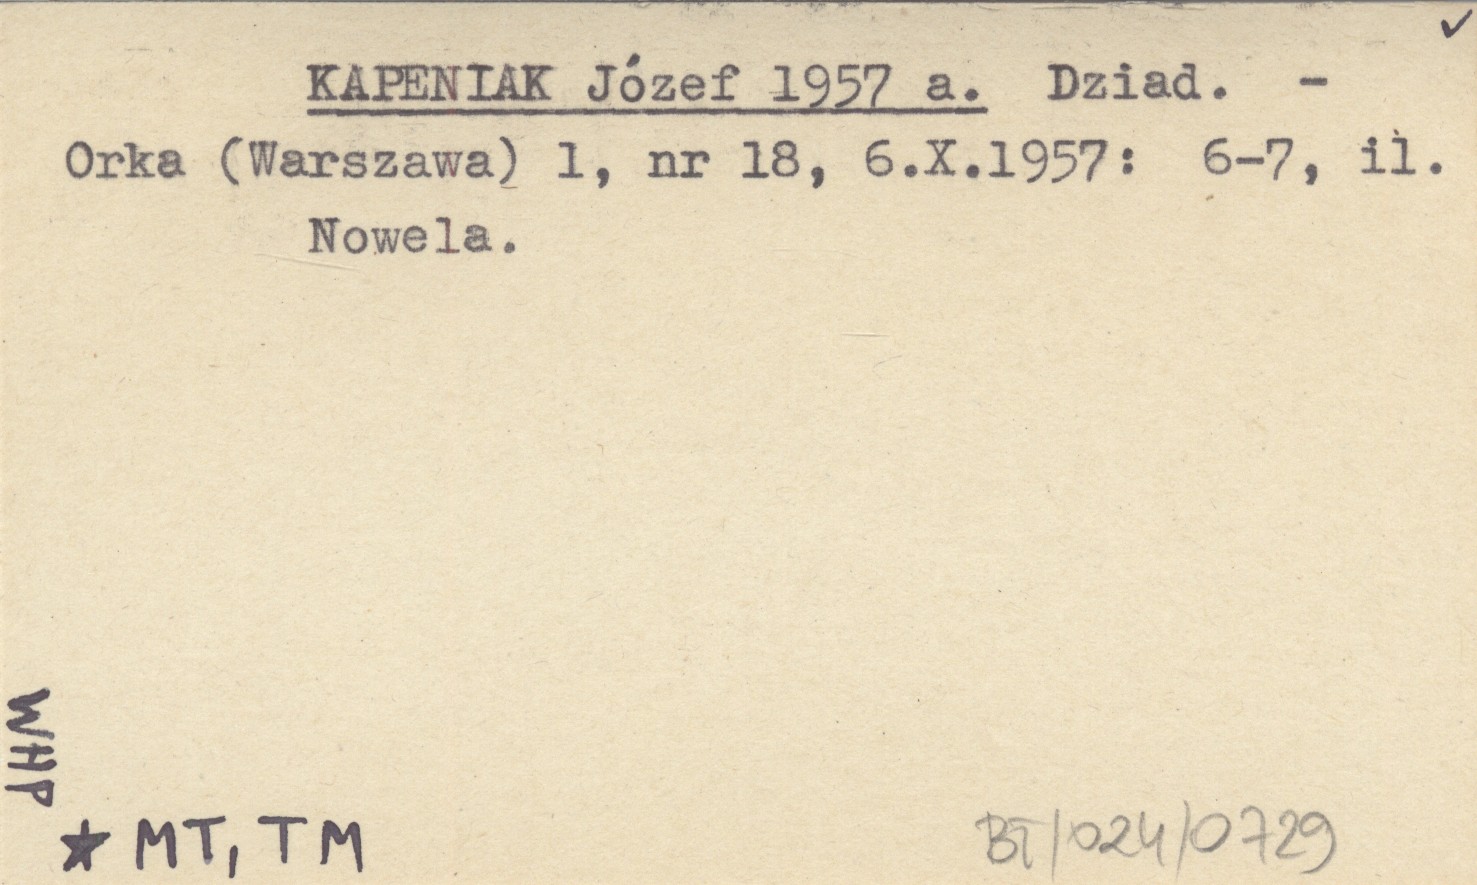 ✓
KAPENIAK Józef 1957 a. Dziad. -
Orka (Warszawa) 1, nr 18, 6.X.1957: 6-7, il.
Nowela.
WHP
★ MT, TM
BT/024/0729